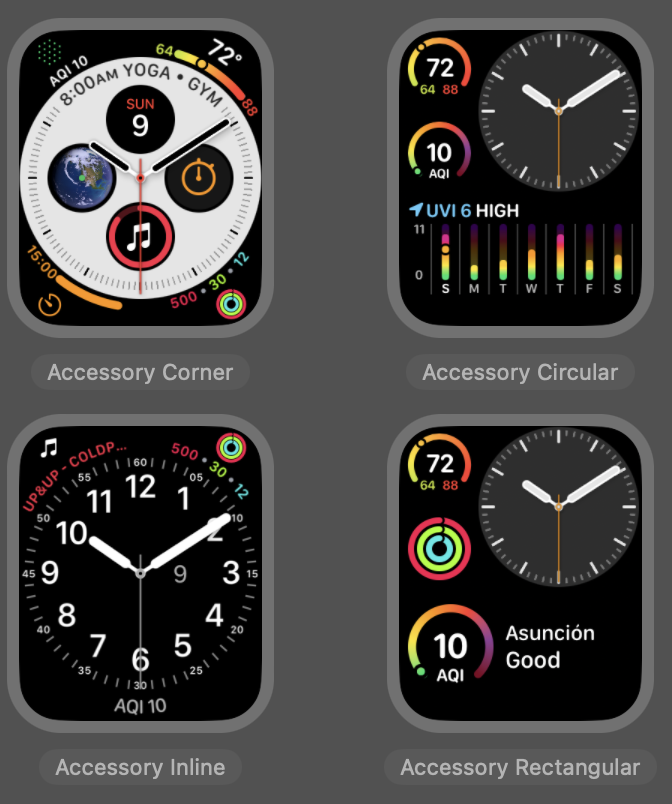 64
72°
88
AQI 10
8:00AM YOGA • GYM
SUN
9
15:00
500 • 30 • 12
Accessory Corner
72
64 88
10
AQI
UVI 6 HIGH
11
0
S M T W T F S
Accessory Circular
UP&UP - COLDP...
500 • 30 • 12
60
55
50
45
40
35
30
25
20
15
10
12
1
2
3
4
5
6
7
8
9
10
11
9
AQI 10
Accessory Inline
72
64 88
10
AQI
Asunción
Good
Accessory Rectangular